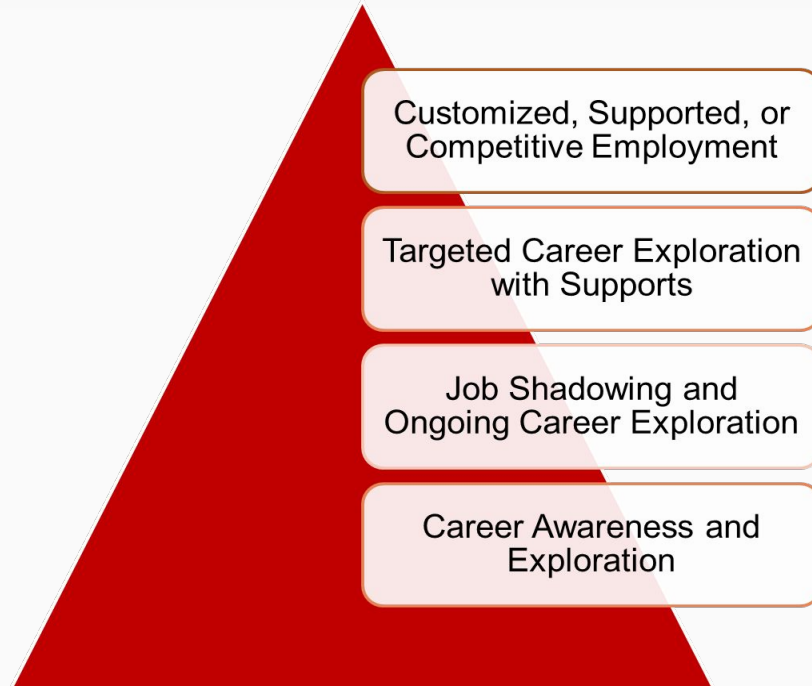 Customized, Supported, or
Competitive Employment
Targeted Career Exploration
with Supports
Job Shadowing and
Ongoing Career Exploration
Career Awareness and
Exploration